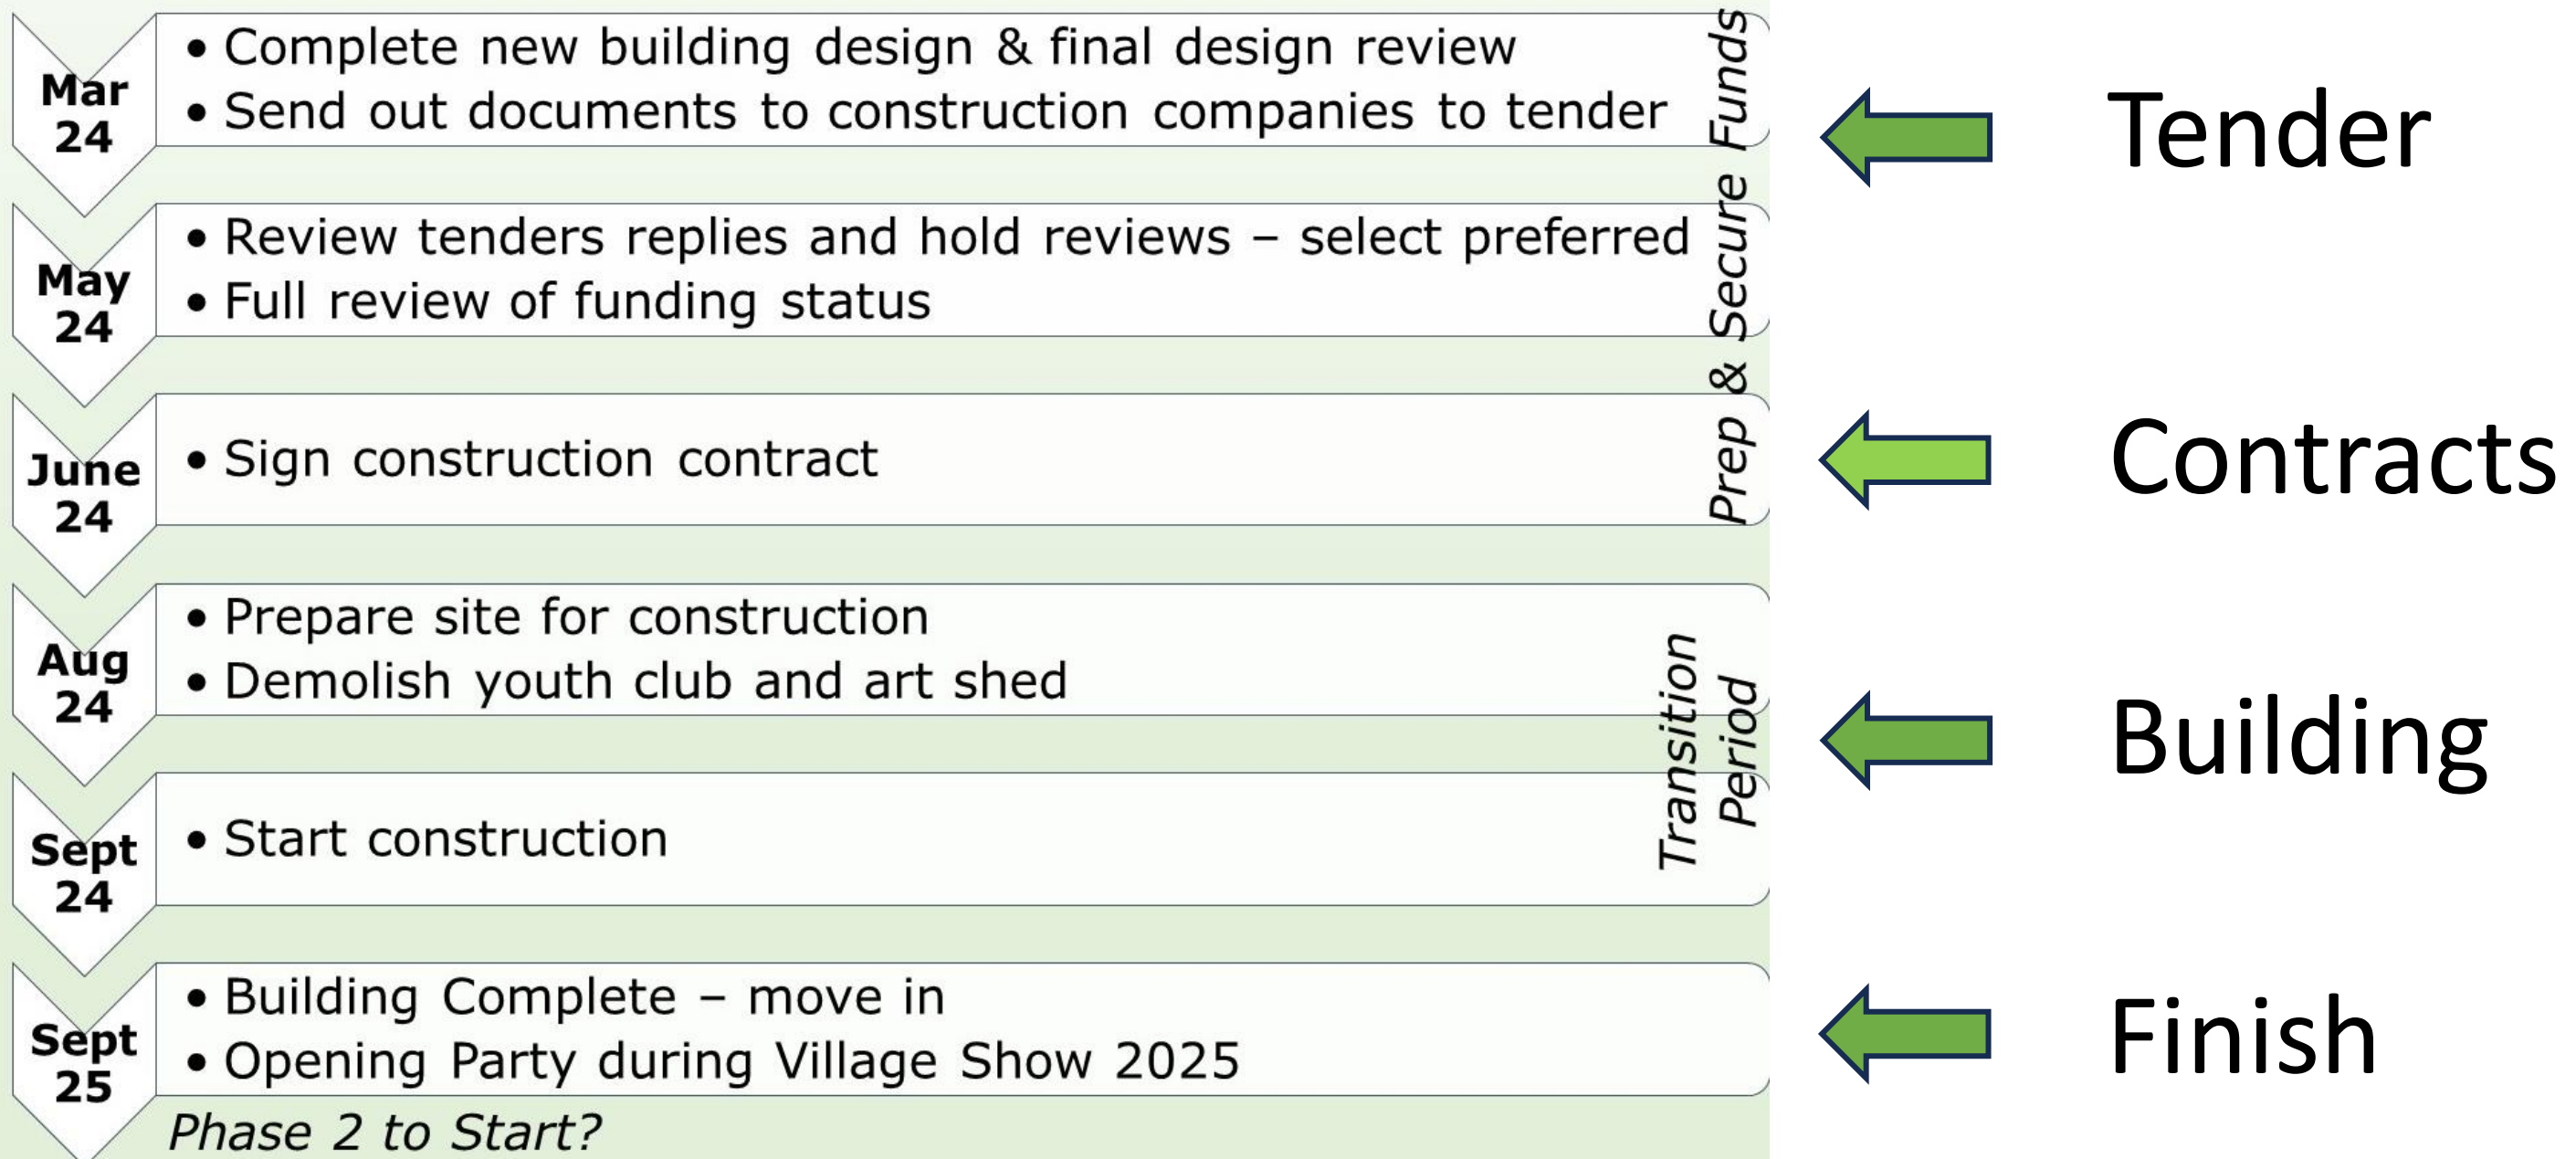 Mar
24
• Complete new building design & final design review
• Send out documents to construction companies to tender
May
24
• Review tenders replies and hold reviews – select preferred
• Full review of funding status
June
24
• Sign construction contract
Aug
24
• Prepare site for construction
• Demolish youth club and art shed
Sept
24
• Start construction
Sept
25
• Building Complete – move in
• Opening Party during Village Show 2025
Phase 2 to Start?
Prep & Secure Funds
Transition
Period
Tender
Contracts
Building
Finish